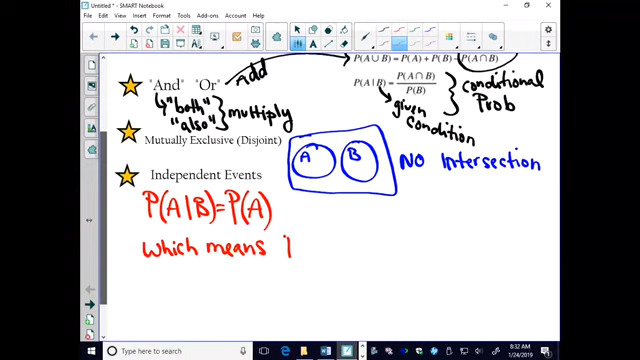 Untitled * - SMART Notebook
File Edit View Insert Format Tools Add-ons Help
P(A ∪ B) = P(A) + P(B) - P(A ∩ B)
"And" "Or" Add
P(A | B) = P(A ∩ B) / P(B)
conditional
Prob
↳ "both"
"also"
multiply
given
condition
Mutually Exclusive (Disjoint)
A B
No Intersection
Independent Events
P(A|B)=P(A)
which means
Type here to search
8:32 AM
1/24/2019